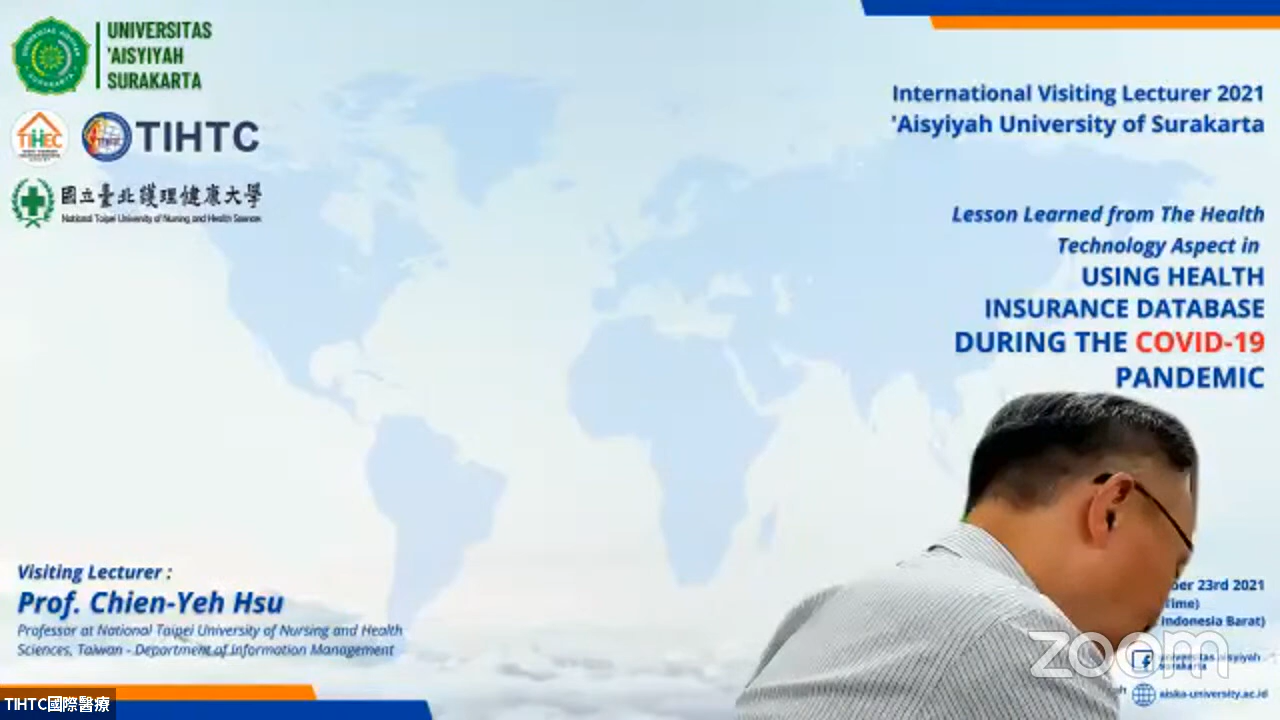 UNIVERSITAS
'AISYIYAH
SURAKARTA
TIHEC
TIHTC
國立臺北護理健康大學
National Taipei University of Nursing and Health Sciences
International Visiting Lecturer 2021
'Aisyiyah University of Surakarta
Lesson Learned from The Health
Technology Aspect in
USING HEALTH
INSURANCE DATABASE
DURING THE COVID-19
PANDEMIC
Visiting Lecturer :
Prof. Chien-Yeh Hsu
Professor at National Taipei University of Nursing and Health
Sciences, Taiwan - Department of Information Management
23rd 2021
Indonesia Barat)
zoom
universitas aisyiyah
surakarta
aiska-university.ac.id
TIHTC國際醫療